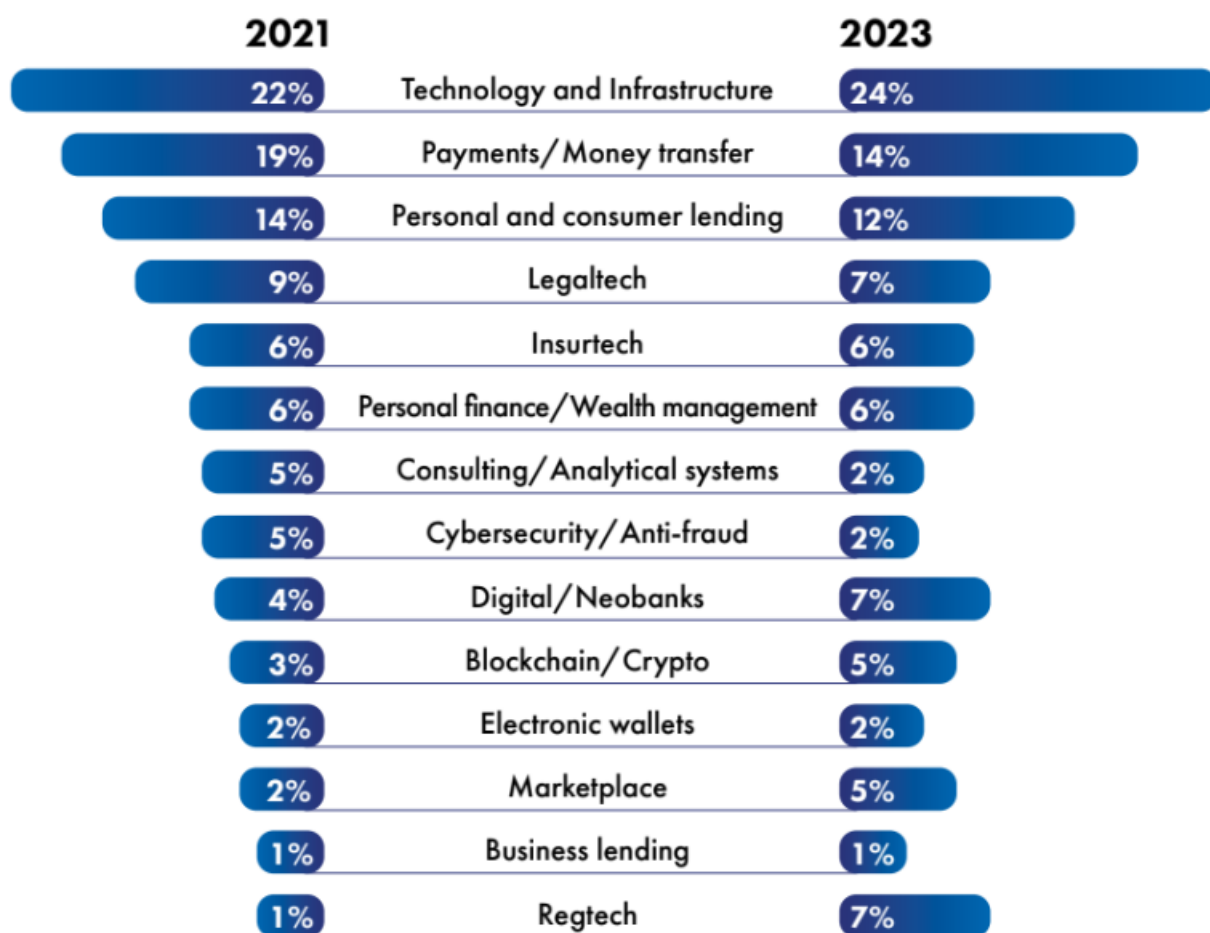 2021 2023
22% Technology and Infrastructure 24%
19% Payments/Money transfer 14%
14% Personal and consumer lending 12%
9% Legaltech 7%
6% Insurtech 6%
6% Personal finance/Wealth management 6%
5% Consulting/Analytical systems 2%
5% Cybersecurity/Anti-fraud 2%
4% Digital/Neobanks 7%
3% Blockchain/Crypto 5%
2% Electronic wallets 2%
2% Marketplace 5%
1% Business lending 1%
1% Regtech 7%